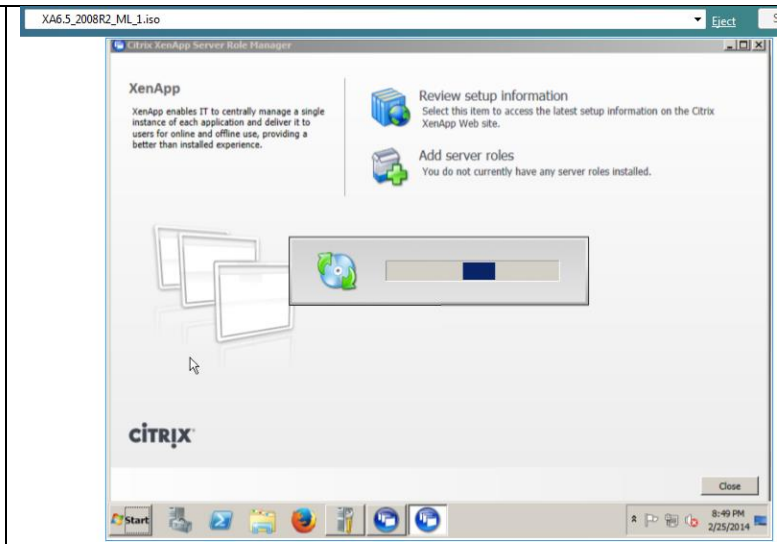 XA6.5_2008R2_ML_1.iso
Eject
Citrix XenApp Server Role Manager
XenApp
XenApp enables IT to centrally manage a single
instance of each application and deliver it to
users for online and offline use, providing a
better than installed experience.
Review setup information
Select this item to access the latest setup information on the Citrix
XenApp Web site.
Add server roles
You do not currently have any server roles installed.
CİTRIX
Close
Start
8:49 PM
2/25/2014